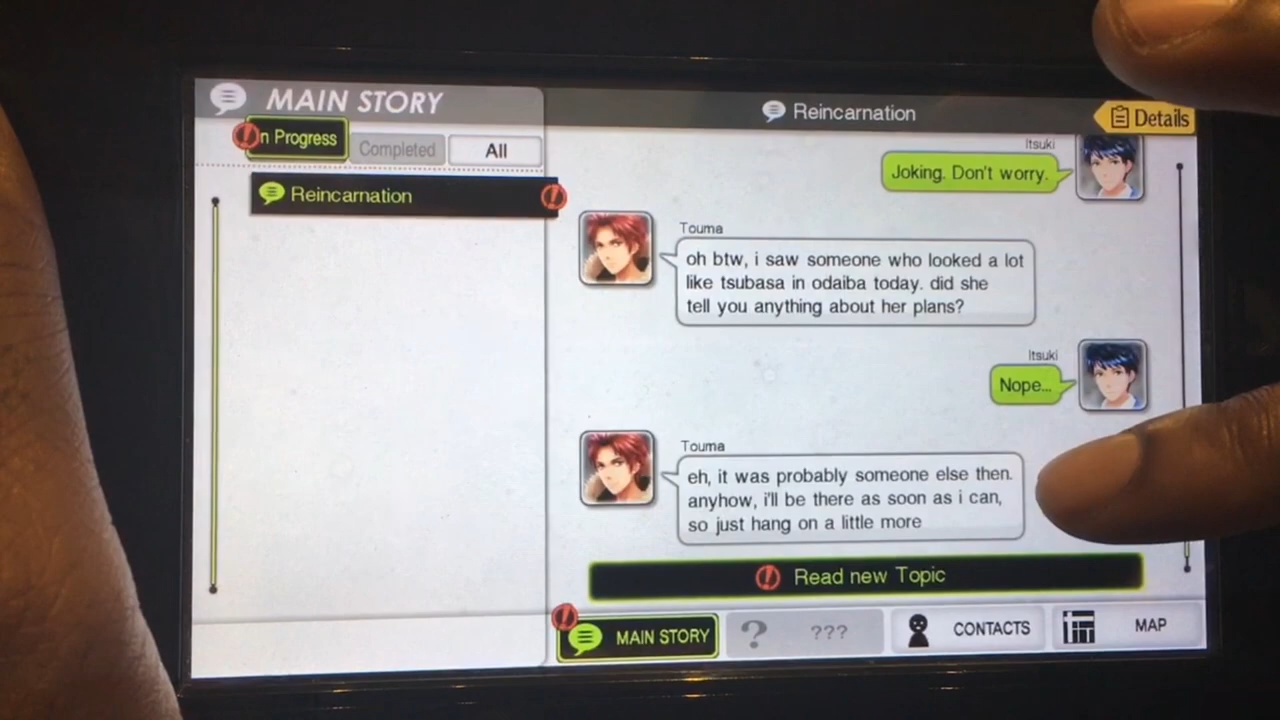 MAIN STORY
Reincarnation
Details
n Progress
Completed
All
Reincarnation
Itsuki
Joking. Don't worry.
Touma
oh btw, i saw someone who looked a lot
like tsubasa in odaiba today. did she
tell you anything about her plans?
Itsuki
Nope...
Touma
eh, it was probably someone else then.
anyhow, i'll be there as soon as i can,
so just hang on a little more
Read new Topic
MAIN STORY
? ???
CONTACTS
MAP